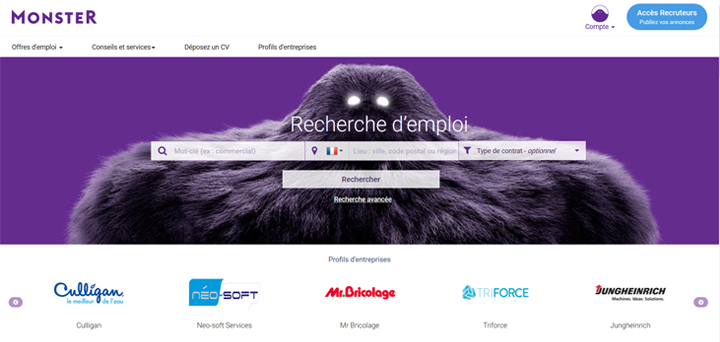 MONSTER
Compte
Accès Recruteurs
Publiez vos annonces
Offres d'emploi
Conseils et services
Déposez un CV
Profils d'entreprises
Recherche d'emploi
Mot-clé (ex : commercial)
Lieu : ville, code postal ou région
Type de contrat - optionnel
Rechercher
Recherche avancée
Profils d'entreprises
Culligan.
le meilleur de l'eau
NÉO-SOFT
Mr.Bricolage
TRIFORCE
JUNGHEINRICH
Machines. Ideas. Solutions.
Culligan
Neo-soft Services
Mr Bricolage
Triforce
Jungheinrich